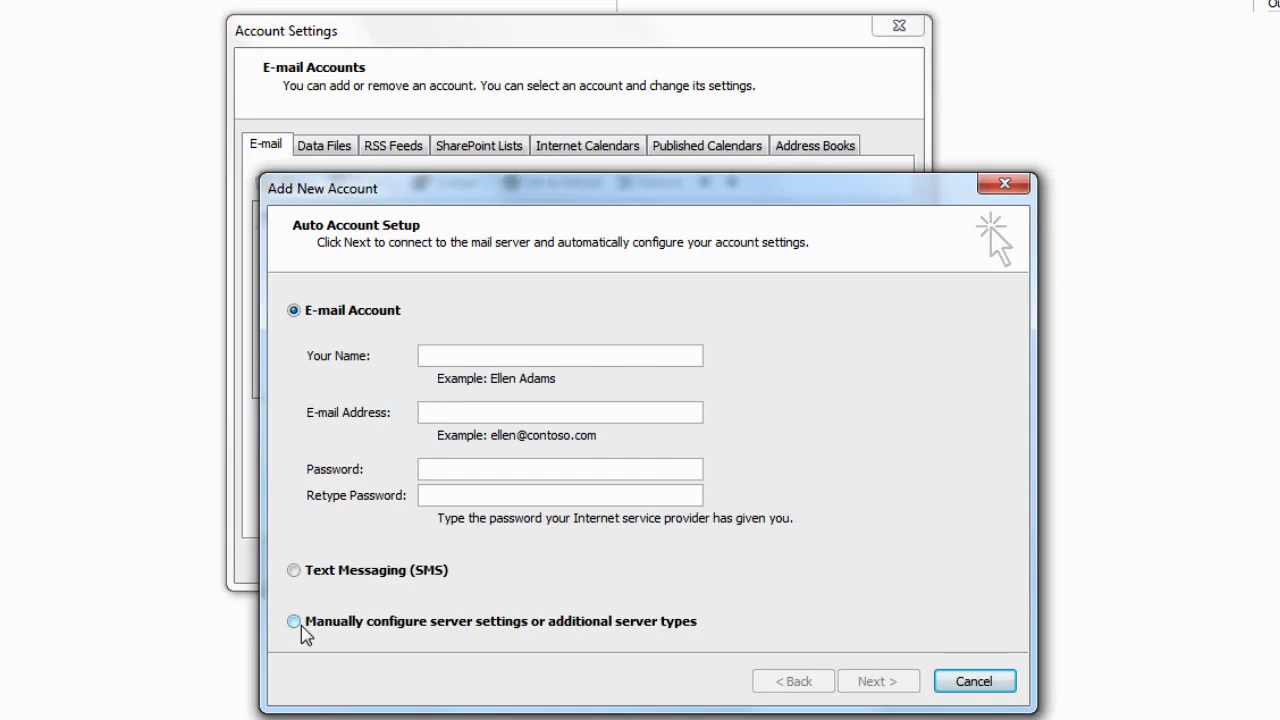 Account Settings
E-mail Accounts
You can add or remove an account. You can select an account and change its settings.
E-mail Data Files RSS Feeds SharePoint Lists Internet Calendars Published Calendars Address Books
Add New Account
Auto Account Setup
Click Next to connect to the mail server and automatically configure your account settings.
E-mail Account
Your Name:
Example: Ellen Adams
E-mail Address:
Example: ellen@contoso.com
Password:
Retype Password:
Type the password your Internet service provider has given you.
Text Messaging (SMS)
Manually configure server settings or additional server types
< Back Next > Cancel